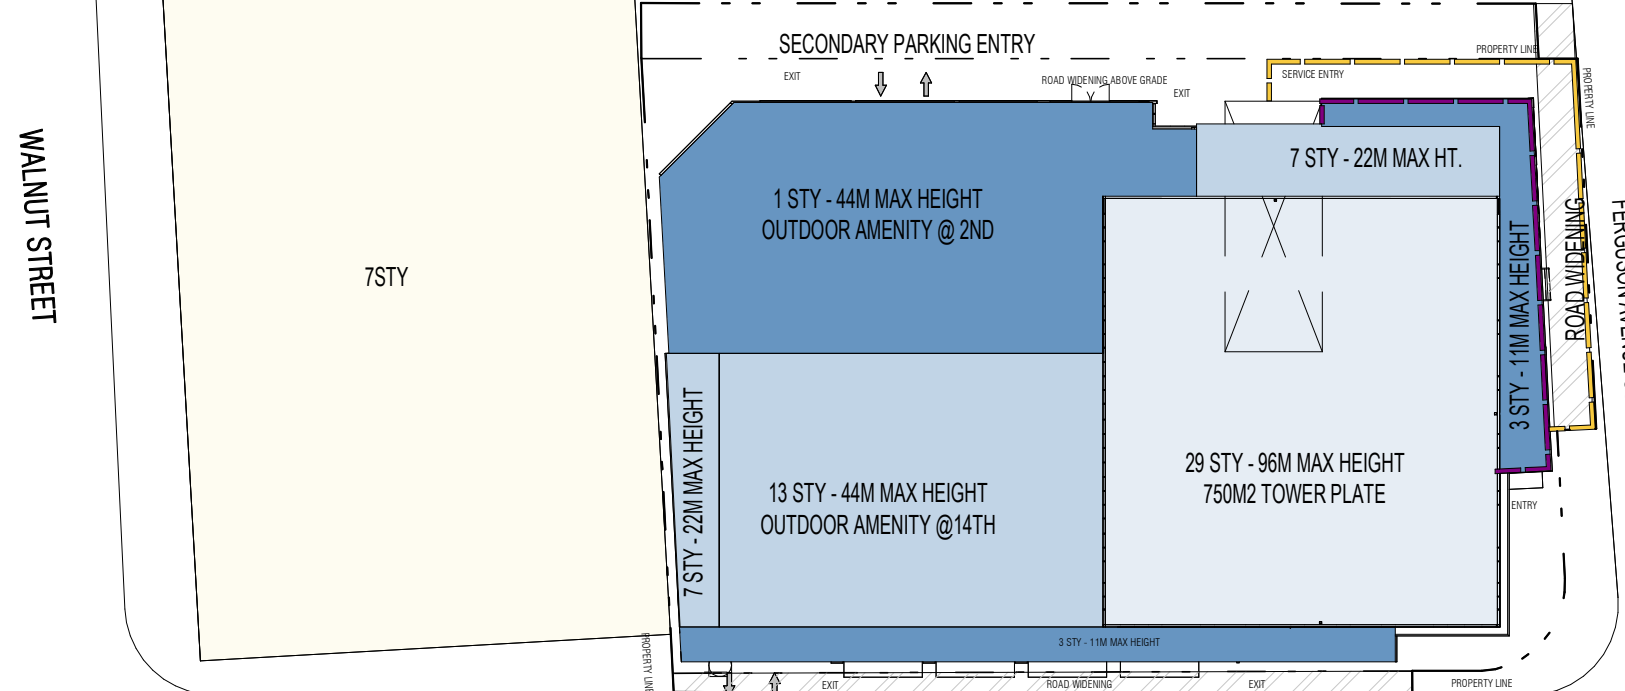 SECONDARY PARKING ENTRY
PROPERTY LINE
EXIT
ROAD WIDENING ABOVE GRADE
EXIT
SERVICE ENTRY
PROPERTY LINE
WALNUT STREET
7STY
1 STY - 44M MAX HEIGHT
OUTDOOR AMENITY @ 2ND
7 STY - 22M MAX HT.
3 STY - 11M MAX HEIGHT
ROAD WIDENING
7 STY - 22M MAX HEIGHT
13 STY - 44M MAX HEIGHT
OUTDOOR AMENITY @14TH
29 STY - 96M MAX HEIGHT
750M2 TOWER PLATE
ENTRY
3 STY - 11M MAX HEIGHT
PROPERTY LINE
EXIT
ROAD WIDENING
EXIT
PROPERTY LINE